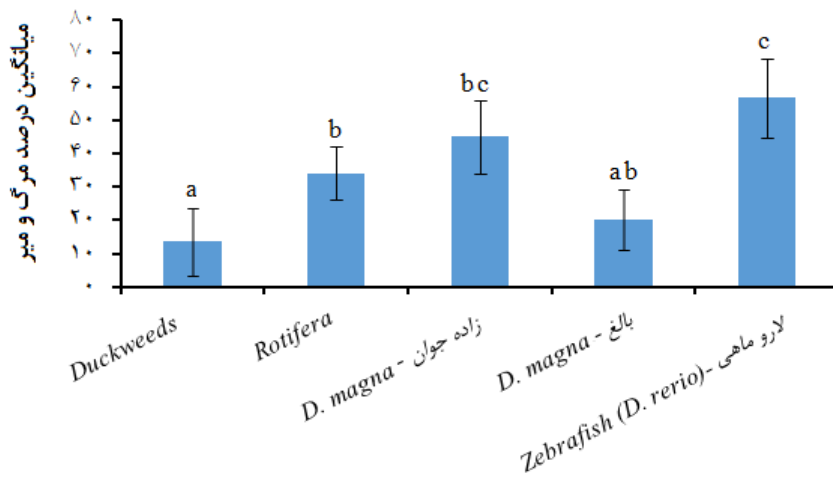 میانگین درصد مرگ و میر
۸۰
۷۰
۶۰
۵۰
۴۰
۳۰
۲۰
۱۰
۰
a
b
bc
ab
c
Duckweeds
Rotifera
D. magna - زاده جوان
D. magna - بالغ
Zebrafish (D. rerio)- لارو ماهی